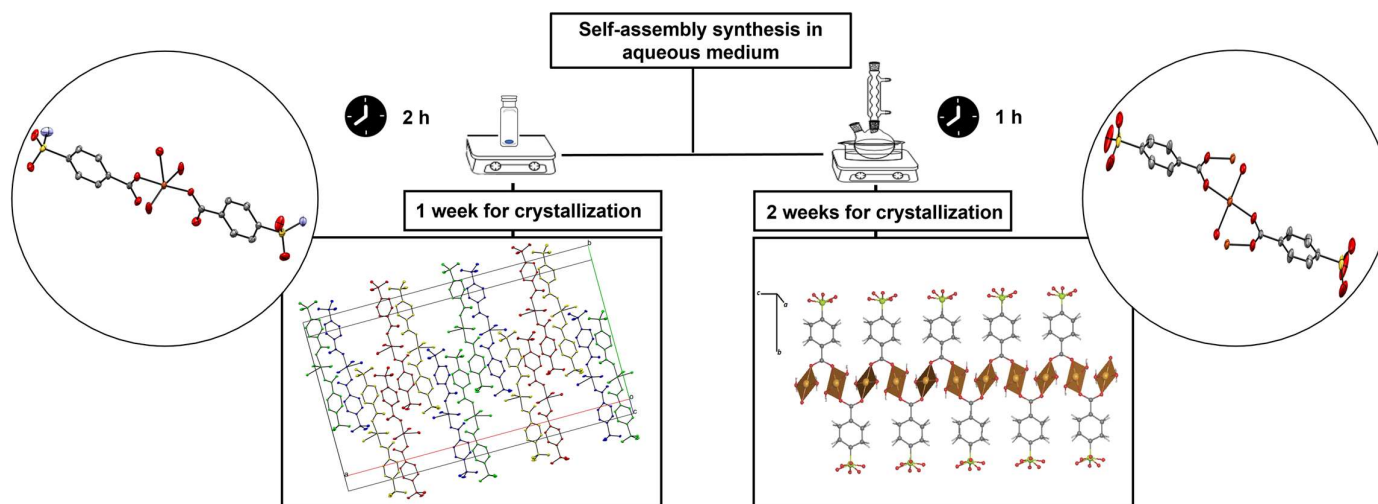 Self-assembly synthesis in
aqueous medium
2 h
1 h
1 week for crystallization
2 weeks for crystallization
b
a
c
a
c
a
b